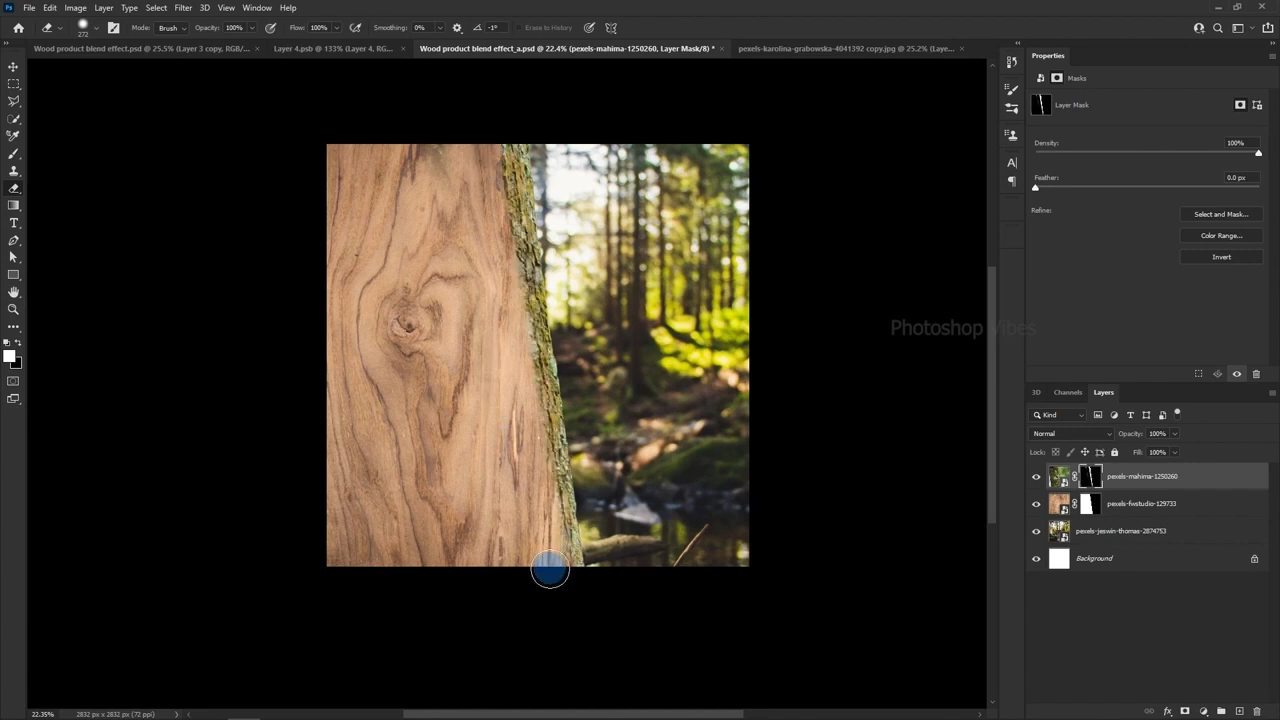 Ps File Edit Image Layer Type Select Filter 3D View Window Help
272 Mode: Brush Opacity: 100% Flow: 100% Smoothing: 0% -1° Erase to History
Wood product blend effect.psd @ 25.5% (Layer 3 copy, RGB/... × Layer 4.psb @ 133% (Layer 4, RG... × Wood product blend effect_a.psd @ 22.4% (pexels-mahima-1250260, Layer Mask/8) * × pexels-karolina-grabowska-4041392 copy.jpg @ 25.2% (Laye... ×
Properties
Masks
Layer Mask
Density: 100%
Feather: 0.0 px
Refine: Select and Mask...
Color Range...
Invert
Photoshop Vibes
3D Channels Layers
Kind
Normal Opacity: 100%
Lock: Fill: 100%
pexels-mahima-1250260
pexels-fwstudio-129733
pexels-jeswin-thomas-2874753
Background
22.35% 2832 px x 2832 px (72 ppi)